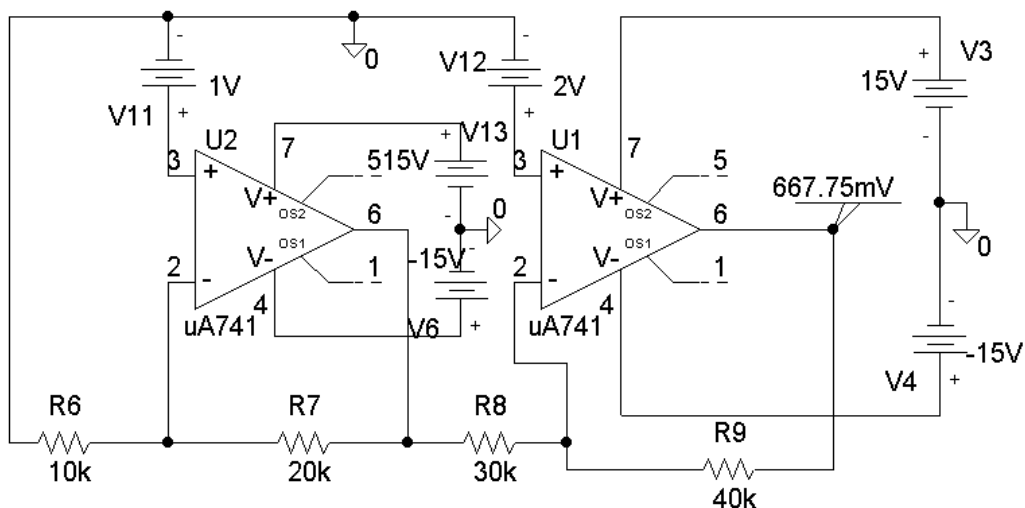 -
-
0
V11
1V
+
V12
2V
+
+
V3
15V
-
U2
3
+
7
V+
OS2
5
+
V13
15V
-
0
6
V-
OS1
1
2
-
4
uA741
-15V
-
V6
+
U1
3
+
7
V+
OS2
5
6
V-
OS1
1
2
-
4
uA741
667.75mV
0
-
-15V
V4
+
R6
10k
R7
20k
R8
30k
R9
40k